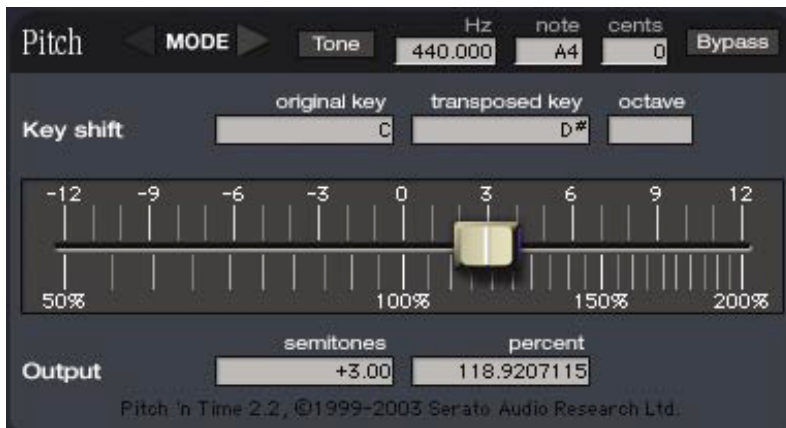 Pitch MODE Tone Hz 440.000 note A4 cents 0 Bypass
original key transposed key octave
Key shift C D#
-12 -9 -6 -3 0 3 6 9 12
50% 100% 150% 200%
semitones percent
Output +3.00 118.9207115
Pitch 'n Time 2.2, ©1999-2003 Serato Audio Research Ltd.